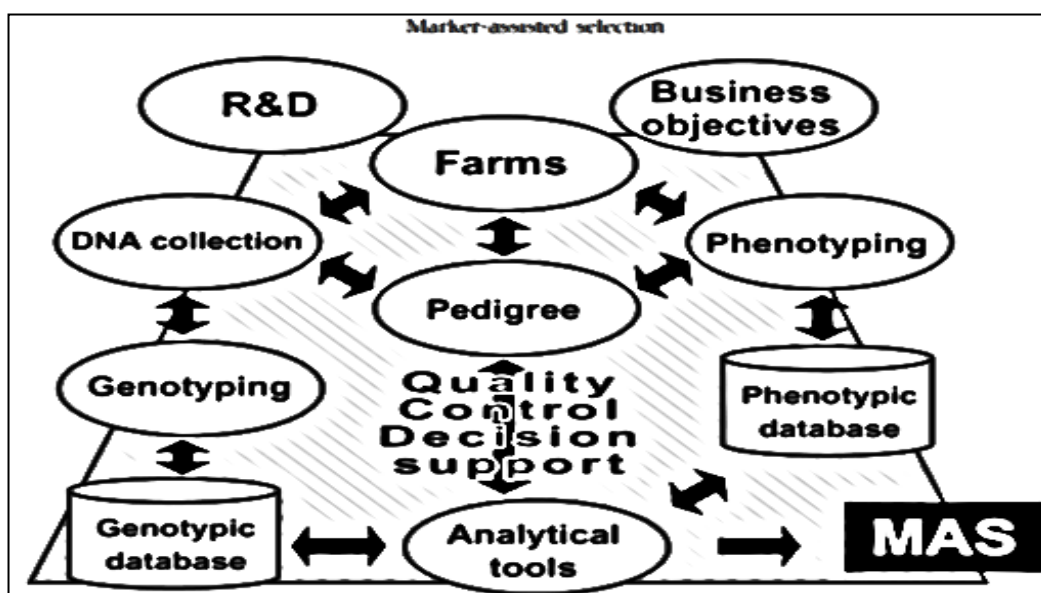 Marker-assisted selection
R&D
Business
objectives
Farms
DNA collection
Phenotyping
Pedigree
Genotyping
Quality
Control
Decision
support
Phenotypic
database
Genotypic
database
Analytical
tools
MAS